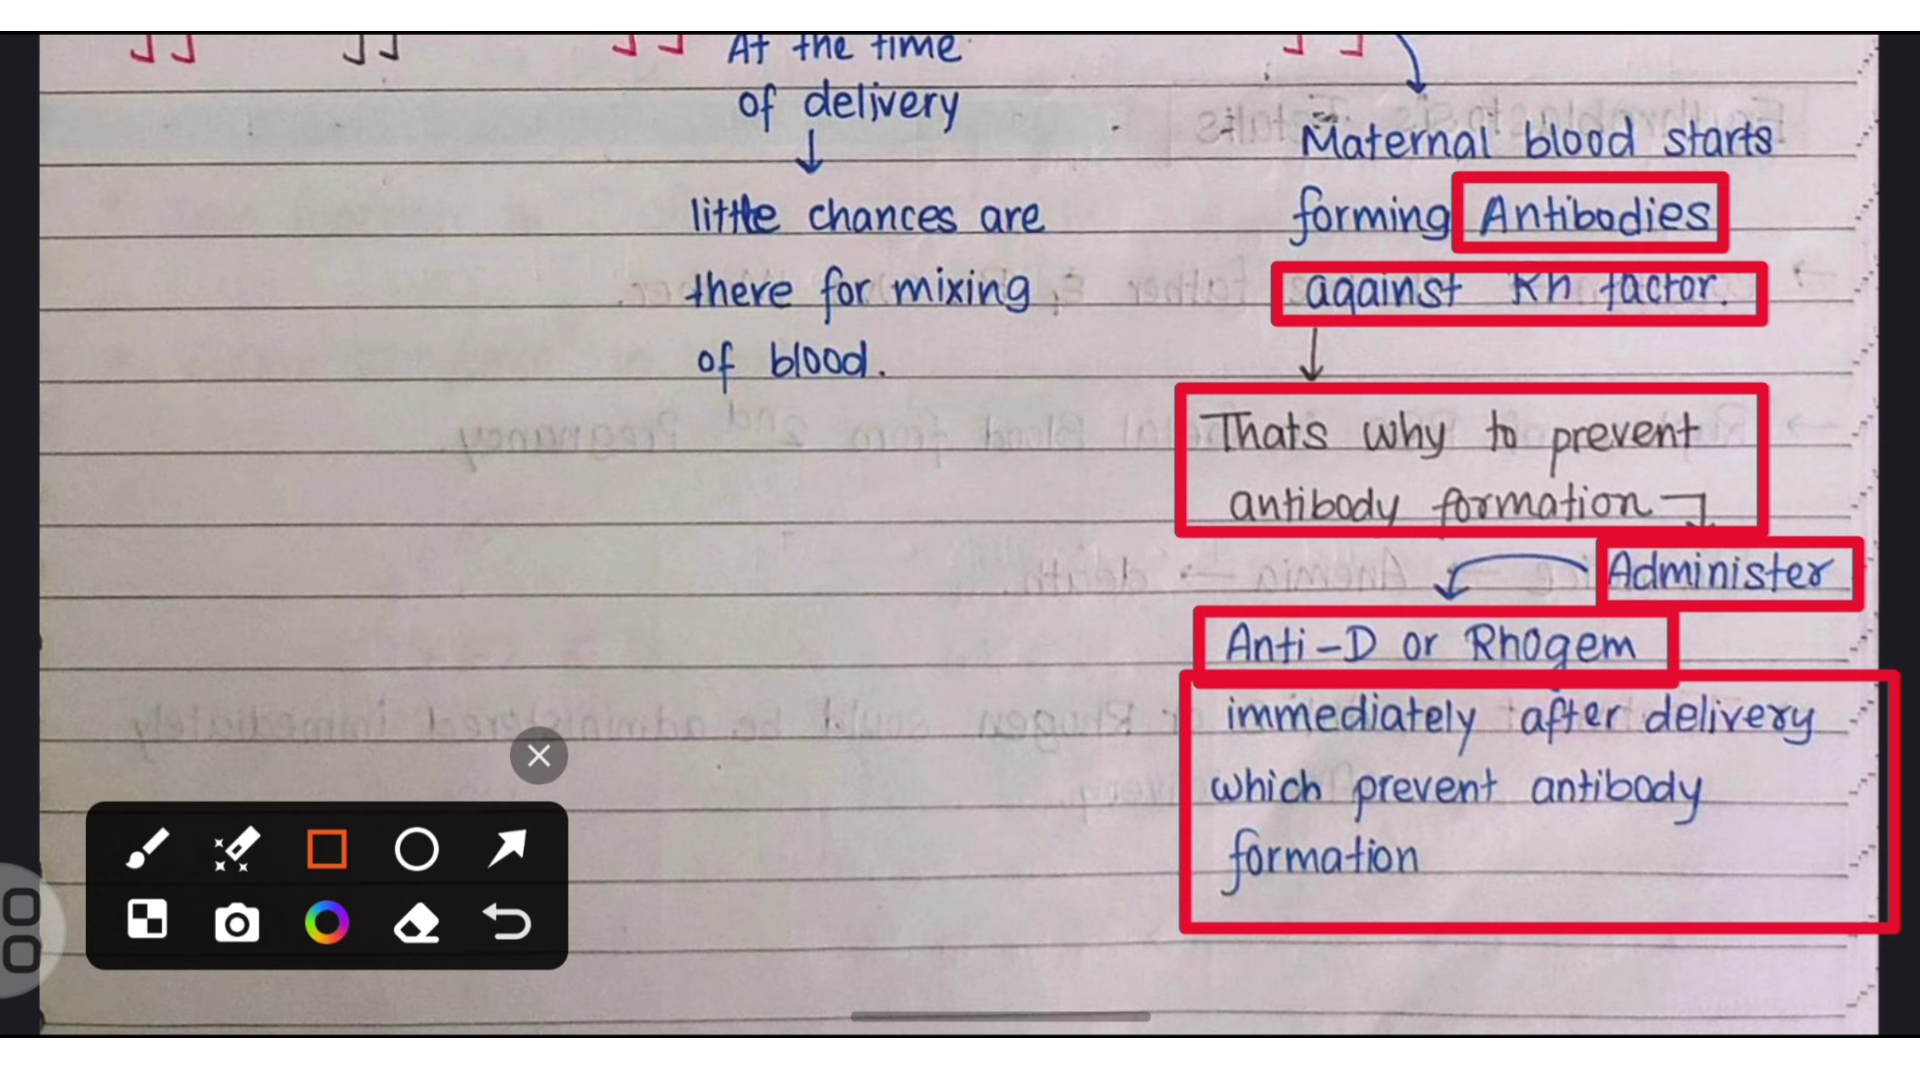 At the time
of delivery
little chances are
there for mixing
of blood.
Maternal blood starts
forming Antibodies
against Rh factor.
Thats why to prevent
antibody formation
Administer
Anti-D or Rhogem
immediately after delivery
which prevent antibody
formation